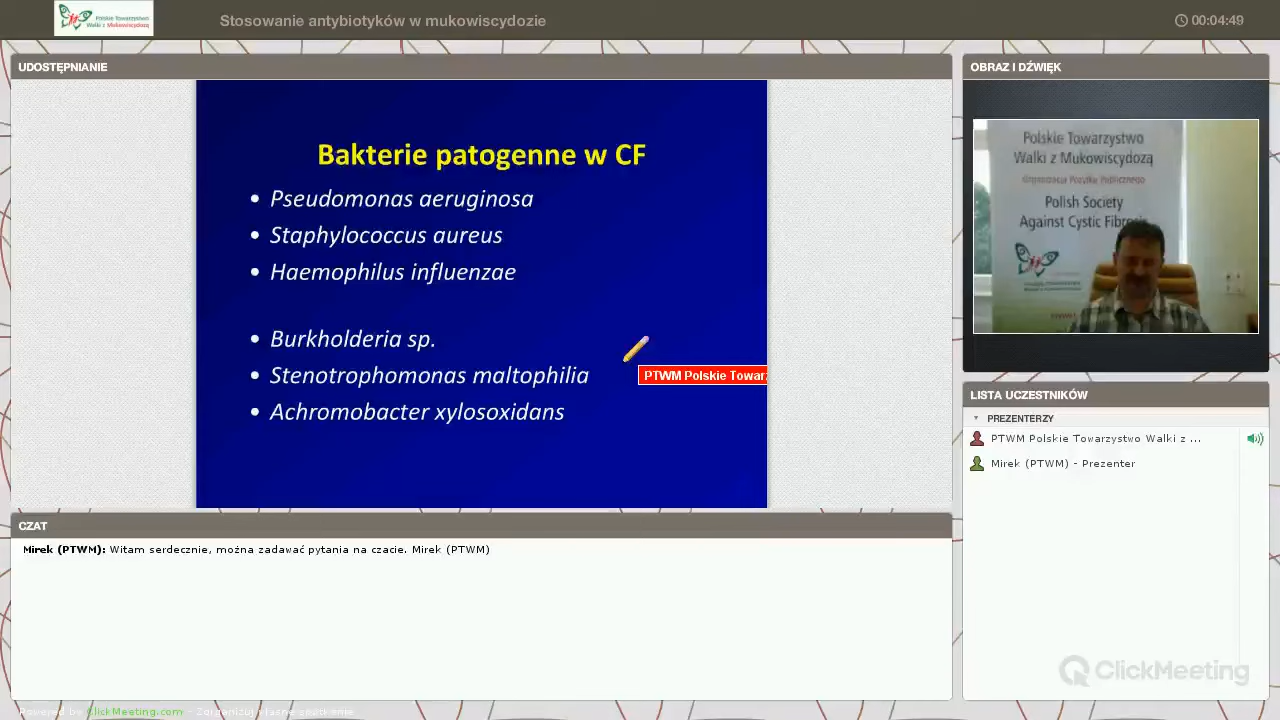 Polskie Towarzystwo
Walki z Mukowiscydozą
Stosowanie antybiotyków w mukowiscydozie
00:04:49
UDOSTĘPNIANIE
Bakterie patogenne w CF
• Pseudomonas aeruginosa
• Staphylococcus aureus
• Haemophilus influenzae
• Burkholderia sp.
• Stenotrophomonas maltophilia
• Achromobacter xylosoxidans
PTWM Polskie Towarz
OBRAZ I DŹWIĘK
Polskie Towarzystwo
Walki z Mukowiscydozą
Organizacja Pożytku Publicznego
Polish Society
Against Cystic Fibrosis
LISTA UCZESTNIKÓW
PREZENTERZY
PTWM Polskie Towarzystwo Walki z ...
Mirek (PTWM) - Prezenter
CZAT
Mirek (PTWM): Witam serdecznie, można zadawać pytania na czacie. Mirek (PTWM)
ClickMeeting
Powered by ClickMeeting.com - Zorganizuj własne spotkanie